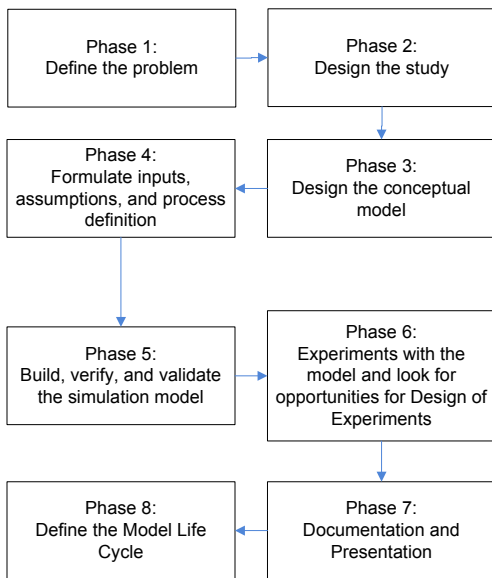 Phase 1:
Define the problem
Phase 2:
Design the study
Phase 3:
Design the conceptual
model
Phase 4:
Formulate inputs,
assumptions, and process
definition
Phase 5:
Build, verify, and validate
the simulation model
Phase 6:
Experiments with the
model and look for
opportunities for Design of
Experiments
Phase 7:
Documentation and
Presentation
Phase 8:
Define the Model Life
Cycle